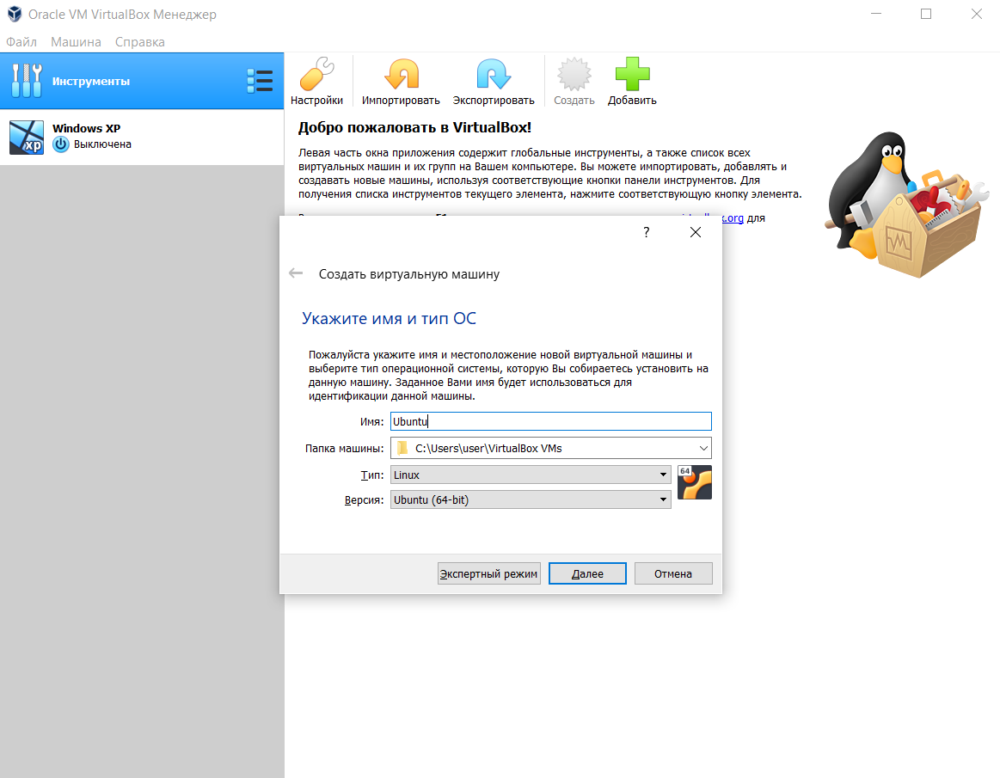 Oracle VM VirtualBox Менеджер
Файл Машина Справка
Инструменты
Настройки Импортировать Экспортировать Создать Добавить
Windows XP
Выключена
xp
Добро пожаловать в VirtualBox!
Левая часть окна приложения содержит глобальные инструменты, а также список всех
виртуальных машин и их групп на Вашем компьютере. Вы можете импортировать, добавлять и
создавать новые машины, используя соответствующие кнопки панели инструментов. Для
получения списка инструментов текущего элемента, нажмите соответствующую кнопку элемента.
.org для
?
Создать виртуальную машину
Укажите имя и тип ОС
Пожалуйста укажите имя и местоположение новой виртуальной машины и
выберите тип операционной системы, которую Вы собираетесь установить на
данную машину. Заданное Вами имя будет использоваться для
идентификации данной машины.
Имя: Ubuntu
Папка машины: C:\Users\user\VirtualBox VMs
Тип: Linux
64
Версия: Ubuntu (64-bit)
Экспертный режим Далее Отмена